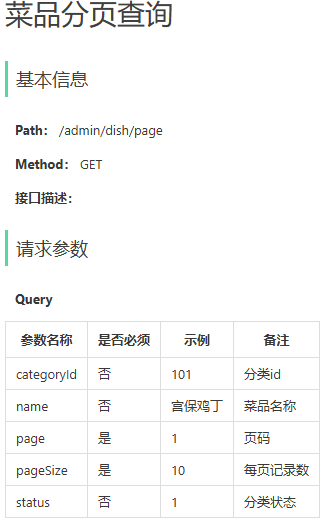 菜品分页查询
基本信息
Path： /admin/dish/page
Method： GET
接口描述：
请求参数
Query
参数名称 是否必须 示例 备注
categoryId 否 101 分类id
name 否 宫保鸡丁 菜品名称
page 是 1 页码
pageSize 是 10 每页记录数
status 否 1 分类状态